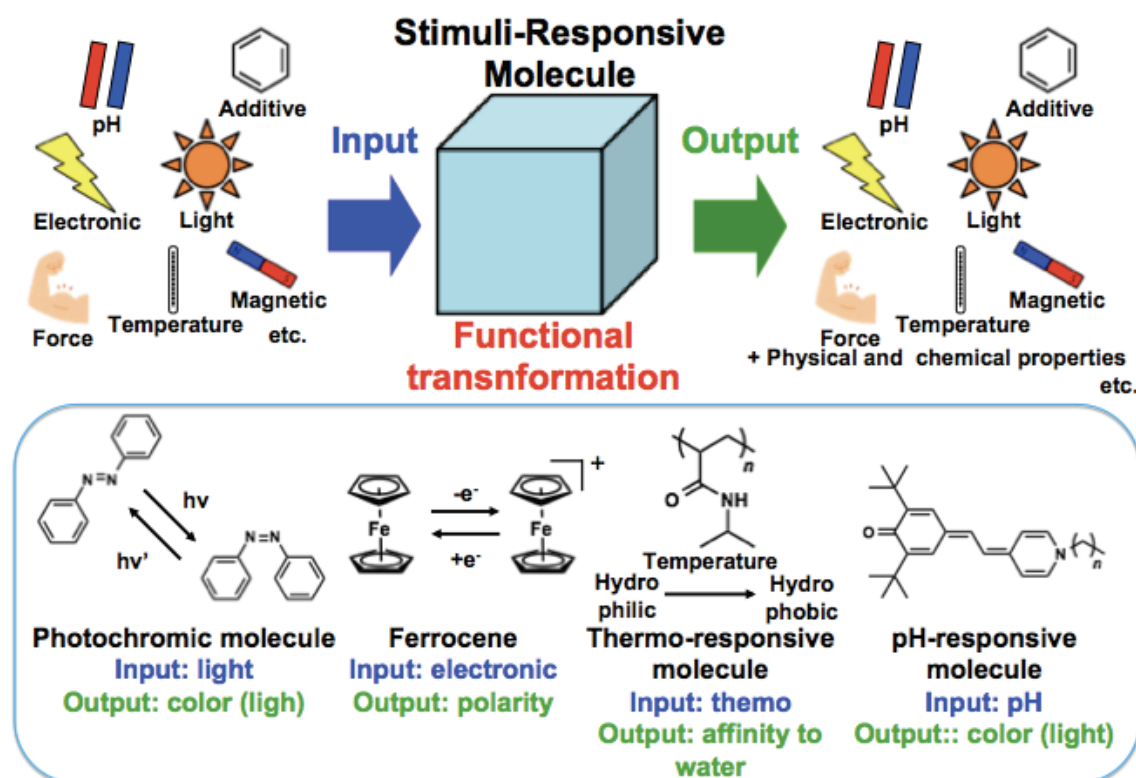 Stimuli-Responsive
Molecule
pH
Additive
Electronic
Light
Force
Temperature
Magnetic
etc.
Input
Output
Functional
transnformation
pH
Additive
Electronic
Light
Force
Temperature
Magnetic
+ Physical and chemical properties
etc.
N=N
hν
hν’
N=N
Fe
-e-
+e-
Fe
+
n
O
NH
Temperature
Hydro
philic
Hydro
phobic
O
N
n
Photochromic molecule
Input: light
Output: color (ligh)
Ferrocene
Input: electronic
Output: polarity
Thermo-responsive
molecule
Input: themo
Output: affinity to
water
pH-responsive
molecule
Input: pH
Output:: color (light)